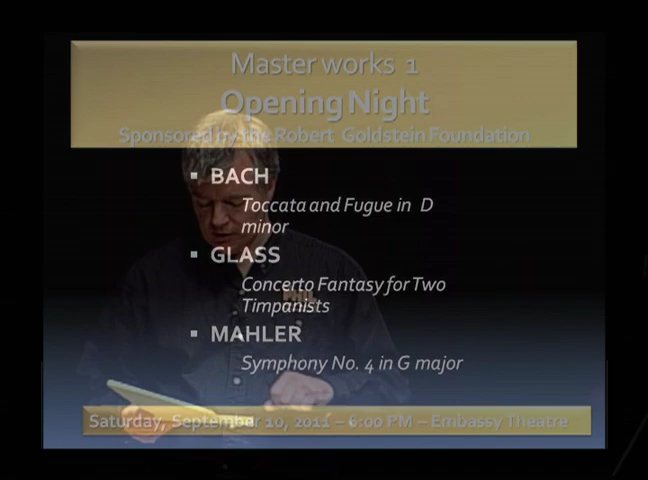 Masterworks 1
Opening Night
Sponsored by the Robert Goldstein Foundation
▪ BACH
Toccata and Fugue in D
minor
▪ GLASS
Concerto Fantasy for Two
Timpanists
▪ MAHLER
Symphony No. 4 in G major
Saturday, September 10, 2011 – 6:00 PM – Embassy Theatre